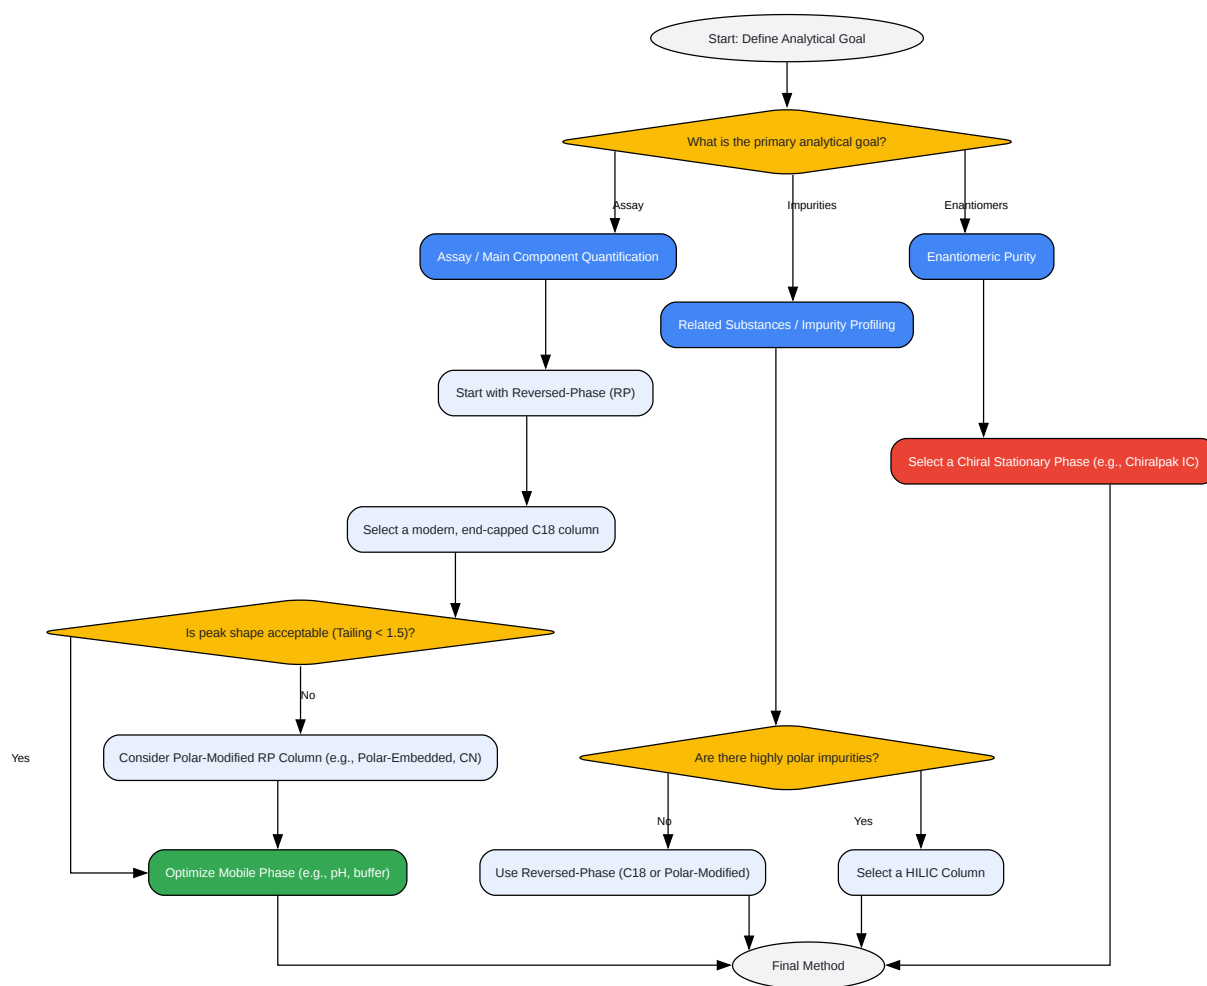 Start: Define Analytical Goal
What is the primary analytical goal?
Assay
Impurities
Enantiomers
Assay / Main Component Quantification
Enantiomeric Purity
Related Substances / Impurity Profiling
Start with Reversed-Phase (RP)
Select a Chiral Stationary Phase (e.g., Chiralpak IC)
Select a modern, end-capped C18 column
Is peak shape acceptable (Tailing < 1.5)?
No
Yes
Consider Polar-Modified RP Column (e.g., Polar-Embedded, CN)
Are there highly polar impurities?
No
Yes
Optimize Mobile Phase (e.g., pH, buffer)
Use Reversed-Phase (C18 or Polar-Modified)
Select a HILIC Column
Final Method